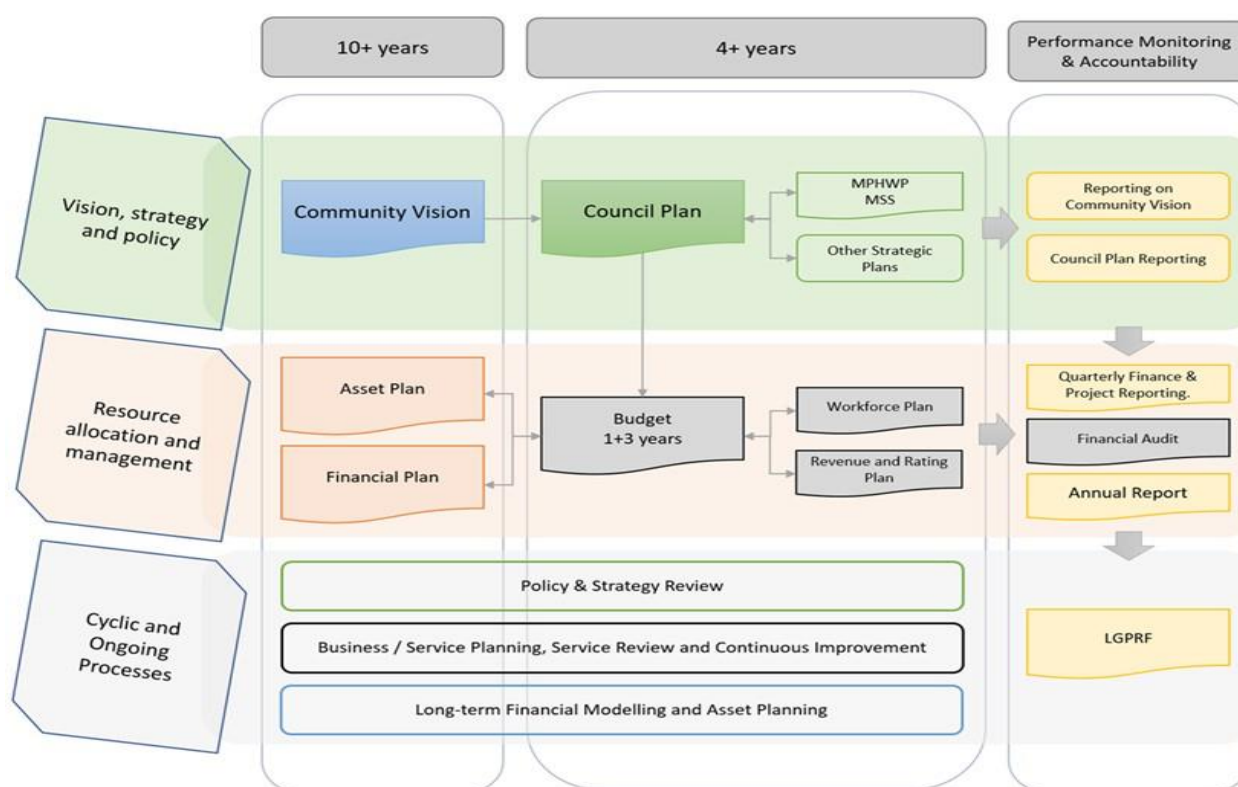 10+ years
4+ years
Performance Monitoring
& Accountability
Vision, strategy
and policy
Community Vision
Council Plan
MPHWP
MSS
Other Strategic
Plans
Reporting on
Community Vision
Council Plan Reporting
Resource
allocation and
management
Asset Plan
Financial Plan
Budget
1+3 years
Workforce Plan
Revenue and Rating
Plan
Quarterly Finance &
Project Reporting.
Financial Audit
Annual Report
Cyclic and
Ongoing
Processes
Policy & Strategy Review
Business / Service Planning, Service Review and Continuous Improvement
Long-term Financial Modelling and Asset Planning
LGPRF